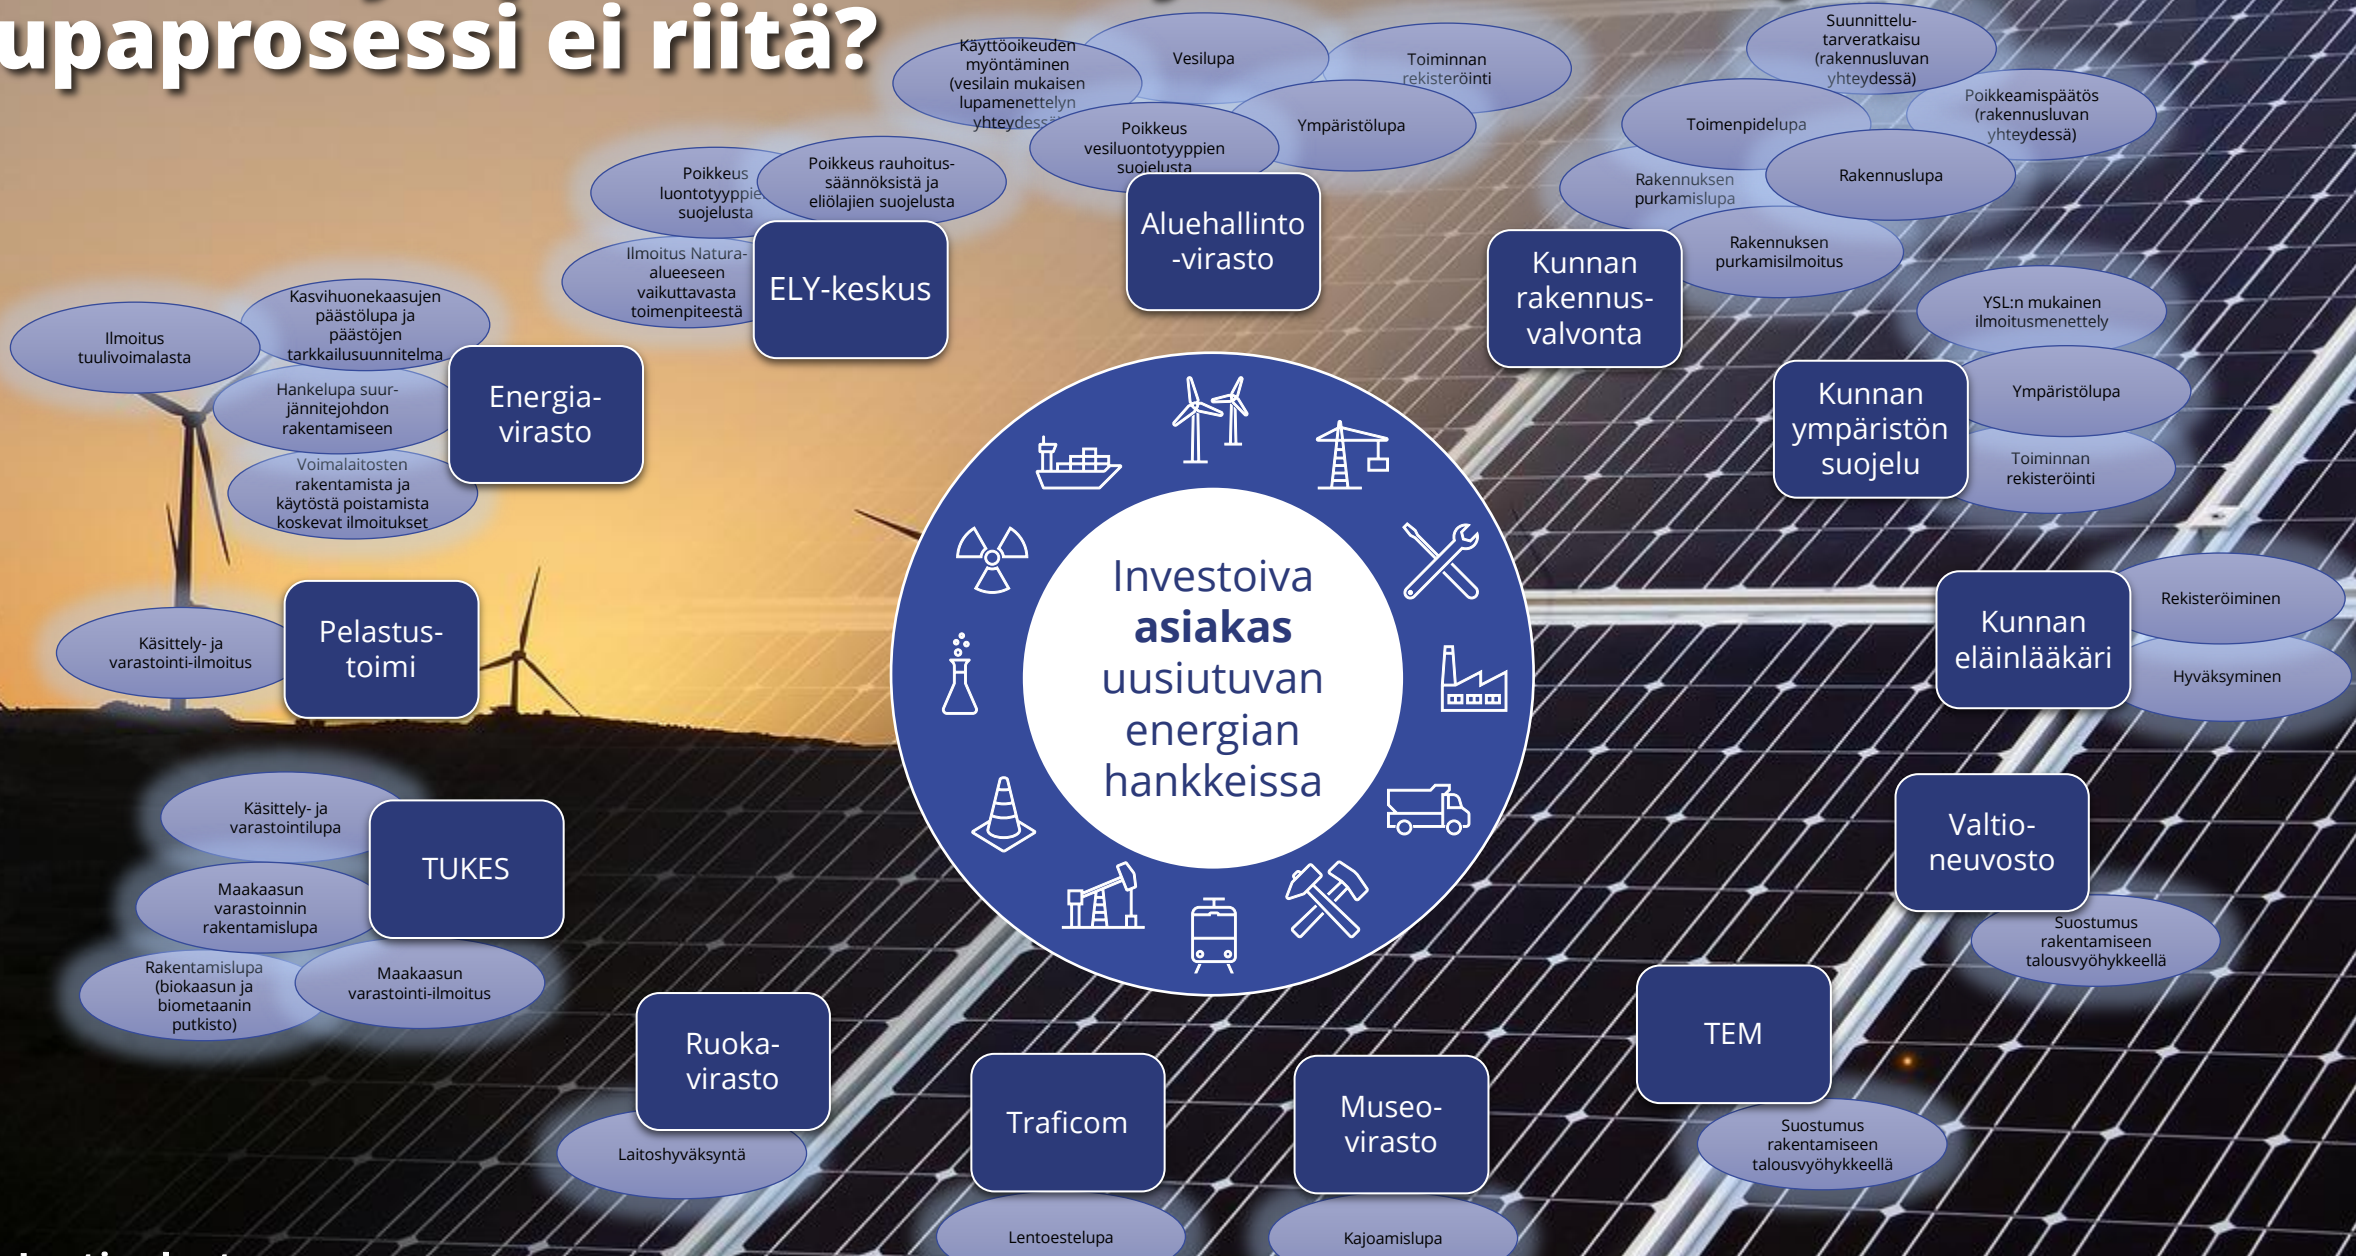 upaprosessi ei riitä?
Käyttöoikeuden
myöntäminen
(vesilain mukaisen
lupamenettelyn
yhteydessä)
Vesilupa
Toiminnan
rekisteröinti
Poikkeus
vesiluontotyyppien
suojelusta
Ympäristölupa
Aluehallinto
-virasto
Suunnittelu-
tarveratkaisu
(rakennusluvan
yhteydessä)
Poikkeamispäätös
(rakennusluvan
yhteydessä)
Toimenpidelupa
Rakennuslupa
Rakennuksen
purkamislupa
Rakennuksen
purkamisilmoitus
Kunnan
rakennus-
valvonta
Poikkeus
luontotyyppie
suojelusta
Poikkeus rauhoitus-
säännöksistä ja
eliölajien suojelusta
Ilmoitus Natura-
alueeseen
vaikuttavasta
toimenpiteestä
ELY-keskus
YSL:n mukainen
ilmoitusmenettely
Ympäristölupa
Toiminnan
rekisteröinti
Kunnan
ympäristön
suojelu
Ilmoitus
tuulivoimalasta
Kasvihuonekaasujen
päästölupa ja
päästöjen
tarkkailusuunnitelma
Hankelupa suur-
jännitejohdon
rakentamiseen
Voimalaitosten
rakentamista ja
käytöstä poistamista
koskevat ilmoitukset
Energia-
virasto
Investoiva
asiakas
uusiutuvan
energian
hankkeissa
Käsittely- ja
varastointi-ilmoitus
Pelastus-
toimi
Kunnan
eläinlääkäri
Rekisteröiminen
Hyväksyminen
Käsittely- ja
varastointilupa
Maakaasun
varastoinnin
rakentamislupa
Rakentamislupa
(biokaasun ja
biometaanin
putkisto)
Maakaasun
varastointi-ilmoitus
TUKES
Valtio-
neuvosto
Suostumus
rakentamiseen
talousvyöhykkeellä
Ruoka-
virasto
Laitoshyväksyntä
Traficom
Lentoestelupa
Museo-
virasto
Kajoamislupa
TEM
Suostumus
rakentamiseen
talousvyöhykkeellä